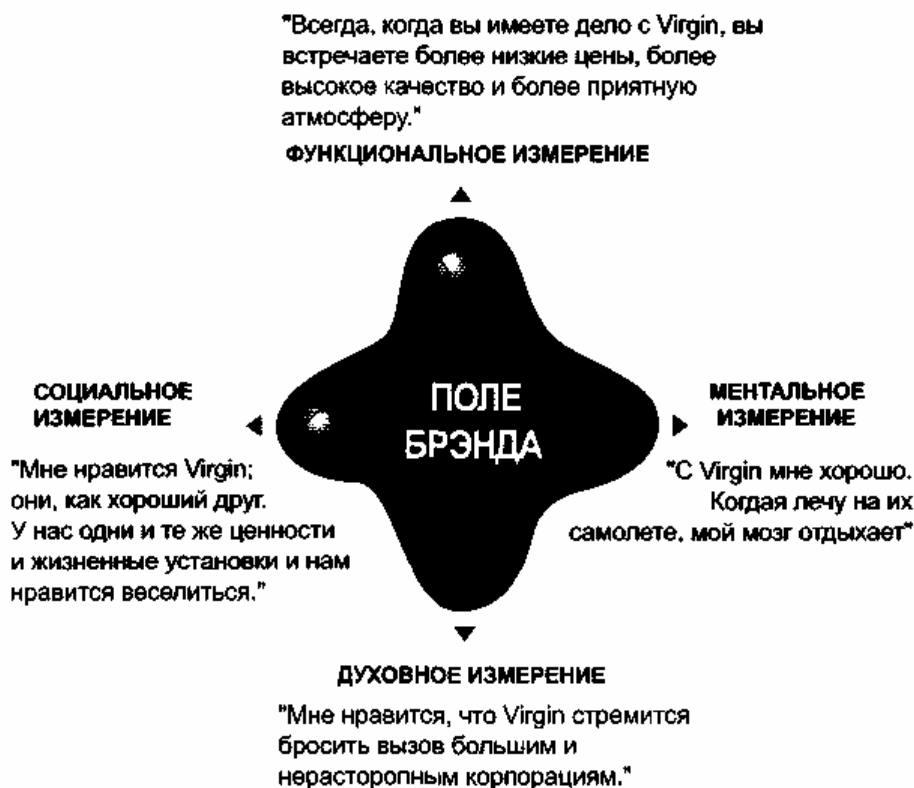 "Всегда, когда вы имеете дело с Virgin, вы
встречаете более низкие цены, более
высокое качество и более приятную
атмосферу."
ФУНКЦИОНАЛЬНОЕ ИЗМЕРЕНИЕ
СОЦИАЛЬНОЕ
ИЗМЕРЕНИЕ
"Мне нравится Virgin;
они, как хороший друг.
У нас одни и те же ценности
и жизненные установки и нам
нравится веселиться."
ПОЛЕ
БРЭНДА
МЕНТАЛЬНОЕ
ИЗМЕРЕНИЕ
"С Virgin мне хорошо.
Когдая лечу на их
самолете, мой мозг отдыхает"
ДУХОВНОЕ ИЗМЕРЕНИЕ
"Мне нравится, что Virgin стремится
бросить вызов большим и
нерасторопным корпорациям."